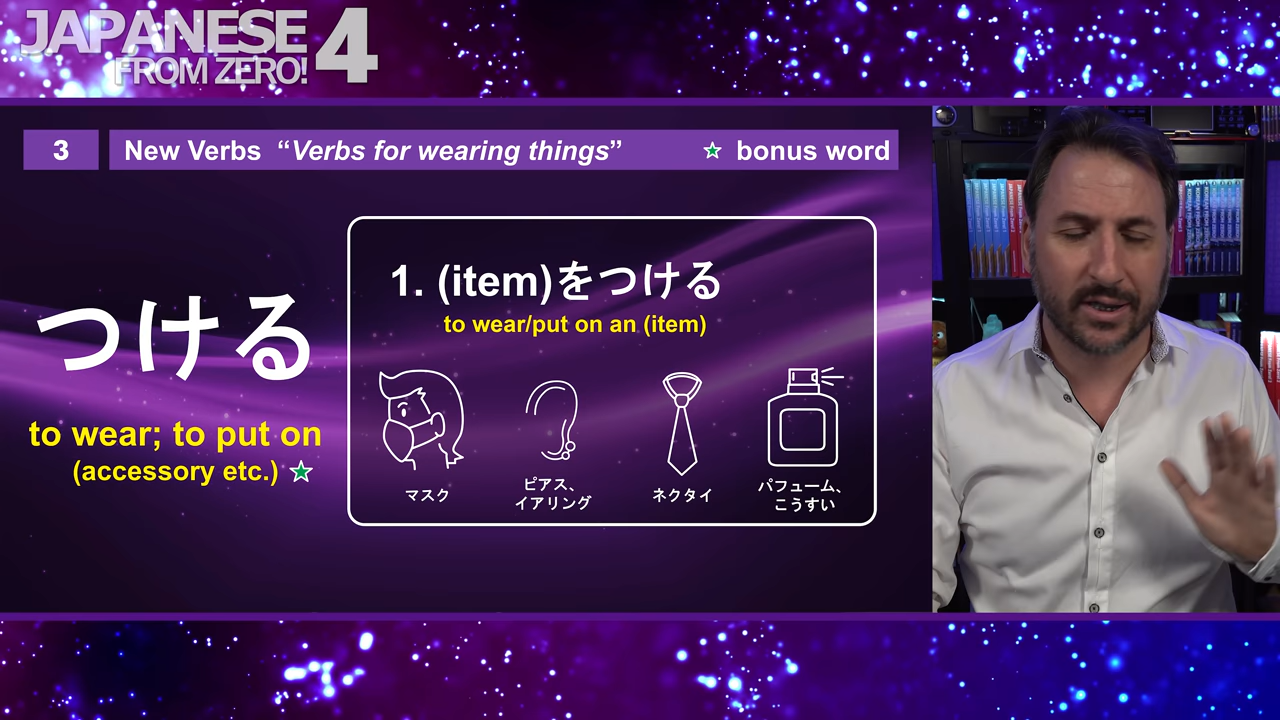 JAPANESE
FROM ZERO! 4
3
New Verbs “Verbs for wearing things”
bonus word
つける
to wear; to put on
(accessory etc.)
1. (item)をつける
to wear/put on an (item)
マスク
ピアス、
イアリング
ネクタイ
パフューム、
こうすい